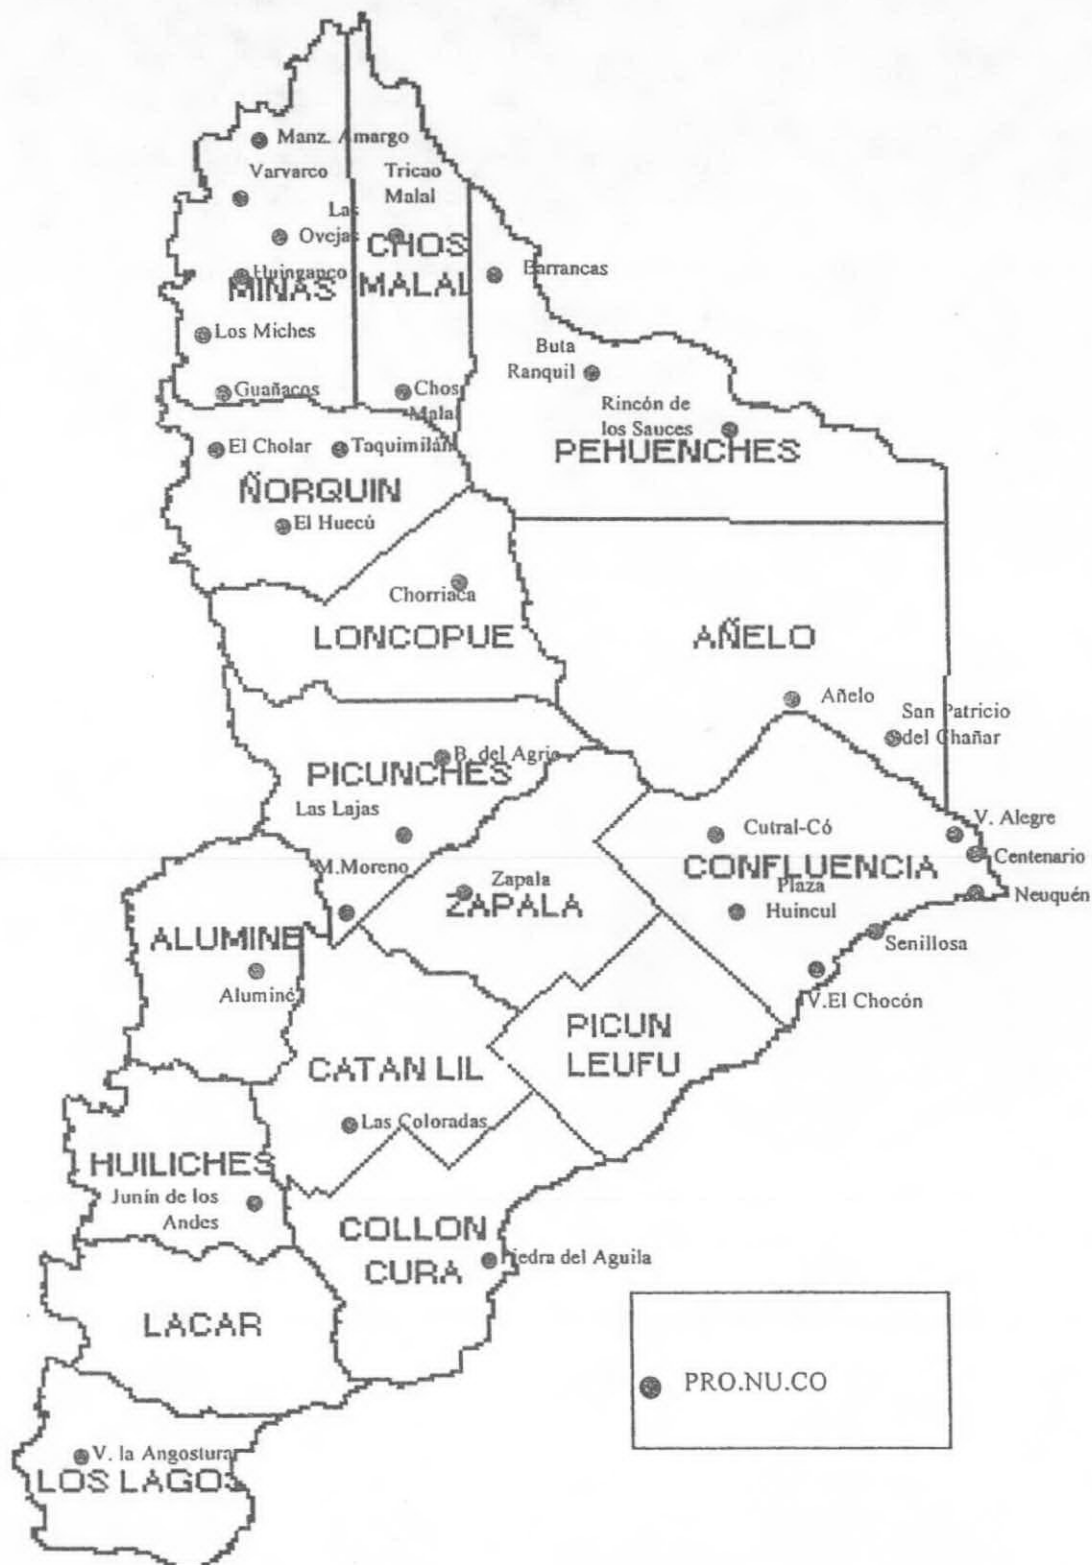 Manz. Amargo
Varvarco
Tricao
Malal
Las
Ovejas
CHOS
MALAL
Huinganco
MINAS
Barrancas
Los Miches
Buta
Ranquil
Guañacos
Chos
Malal
Rincón de
los Sauces
PEHUENCHES
El Cholar
Taquimilán
ÑORQUIN
El Huecú
Chorriaca
LONCOPUE
AÑELO
Añelo
San Patricio
del Chañar
B. del Agrio
PICUNCHES
Las Lajas
Cutral-Có
V. Alegre
CONFLUENCIA
Centenario
M.Moreno
Zapala
ZAPALA
Plaza
Huincul
Neuquén
ALUMINE
Aluminé
Senillosa
V.El Chocón
PICUN
LEUFU
CATAN LIL
Las Coloradas
HUILICHES
Junín de los
Andes
COLLON
CURA
Piedra del Aguila
LACAR
PRO.NU.CO
V. la Angostura
LOS LAGOS